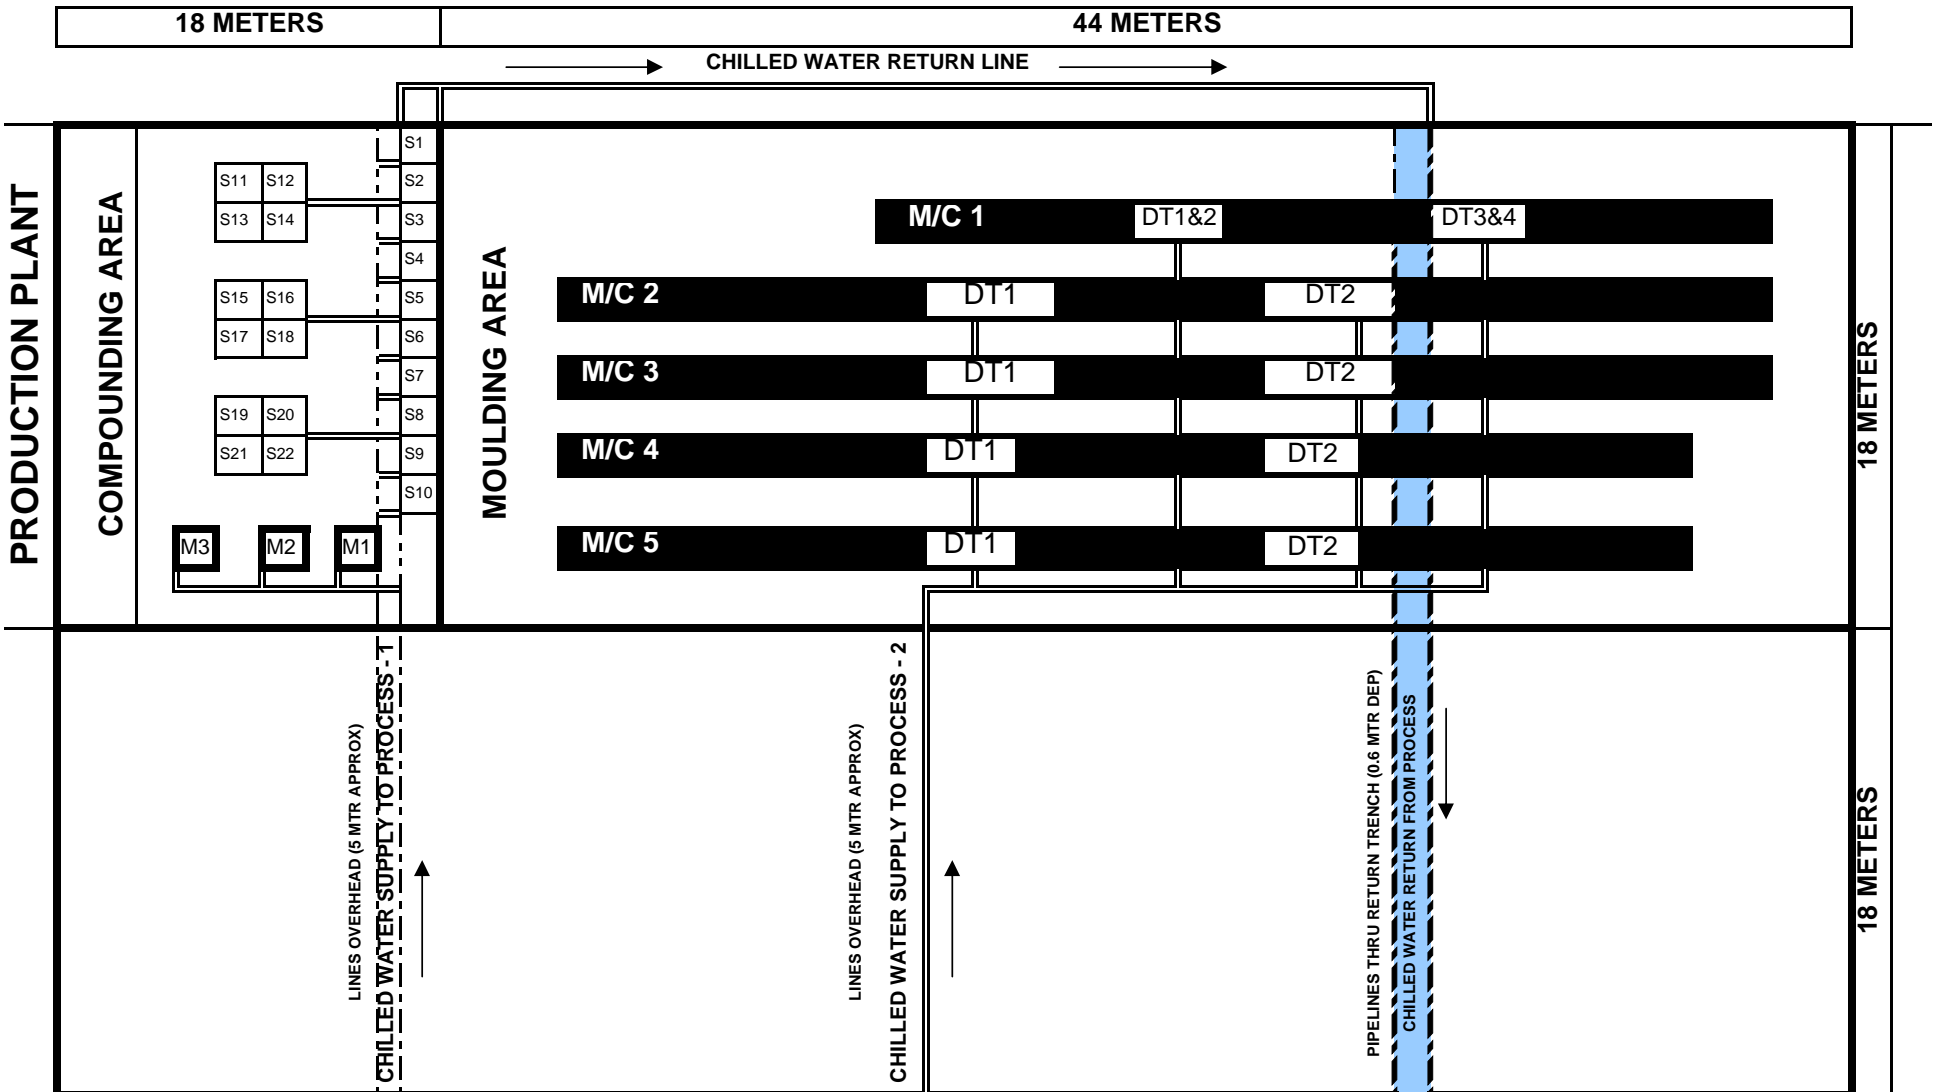 18 METERS
44 METERS
CHILLED WATER RETURN LINE
PRODUCTION PLANT
COMPOUNDING AREA
S11 S12
S13 S14
S15 S16
S17 S18
S19 S20
S21 S22
M3 M2 M1
S1
S2
S3
S4
S5
S6
S7
S8
S9
S10
MOULDING AREA
M/C 1 DT1&2 DT3&4
M/C 2 DT1 DT2
M/C 3 DT1 DT2
M/C 4 DT1 DT2
M/C 5 DT1 DT2
18 METERS
LINES OVERHEAD (5 MTR APPROX)
CHILLED WATER SUPPLY TO PROCESS - 1
LINES OVERHEAD (5 MTR APPROX)
CHILLED WATER SUPPLY TO PROCESS - 2
PIPELINES THRU RETURN TRENCH (0.6 MTR DEP)
CHILLED WATER RETURN FROM PROCESS
18 METERS